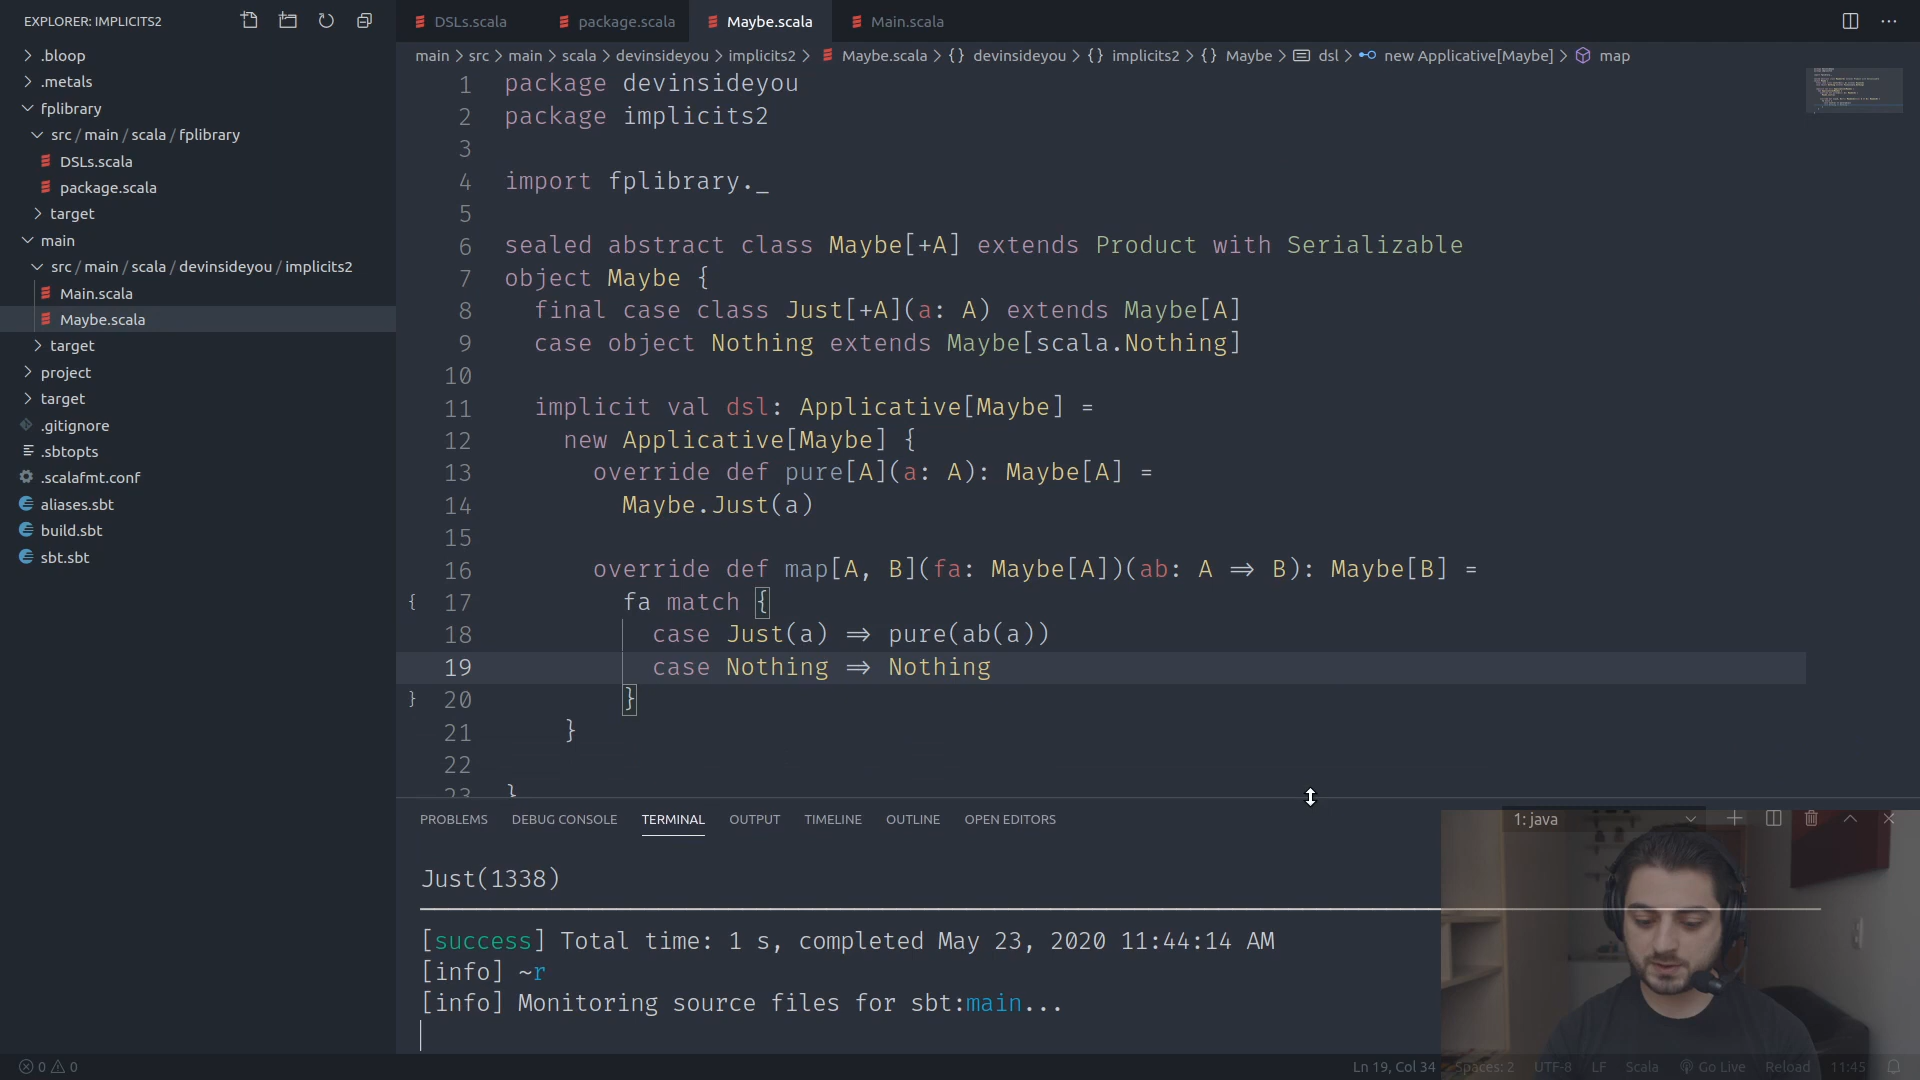 EXPLORER: IMPLICITS2
.bloop
.metals
fplibrary
src / main / scala / fplibrary
DSLs.scala
package.scala
target
main
src / main / scala / devinsideyou / implicits2
Main.scala
Maybe.scala
target
project
target
.gitignore
.sbtopts
.scalafmt.conf
aliases.sbt
build.sbt
sbt.sbt
DSLs.scala package.scala Maybe.scala Main.scala
main > src > main > scala > devinsideyou > implicits2 > Maybe.scala > {} devinsideyou > {} implicits2 > {} Maybe > dsl > new Applicative[Maybe] > map
1 package devinsideyou
2 package implicits2
3
4 import fplibrary._
5
6 sealed abstract class Maybe[+A] extends Product with Serializable
7 object Maybe {
8 final case class Just[+A](a: A) extends Maybe[A]
9 case object Nothing extends Maybe[scala.Nothing]
10
11 implicit val dsl: Applicative[Maybe] =
12 new Applicative[Maybe] {
13 override def pure[A](a: A): Maybe[A] =
14 Maybe.Just(a)
15
16 override def map[A, B](fa: Maybe[A])(ab: A ⇒ B): Maybe[B] =
{ 17 fa match {
18 case Just(a) ⇒ pure(ab(a))
19 case Nothing ⇒ Nothing
} 20 }
21 }
22
23 }
PROBLEMS DEBUG CONSOLE TERMINAL OUTPUT TIMELINE OUTLINE OPEN EDITORS 1: java
Just(1338)
[success] Total time: 1 s, completed May 23, 2020 11:44:14 AM
[info] ~r
[info] Monitoring source files for sbt:main...
0 0 Ln 19, Col 34 Spaces: 2 UTF-8 LF Scala Go Live Reload 11:45